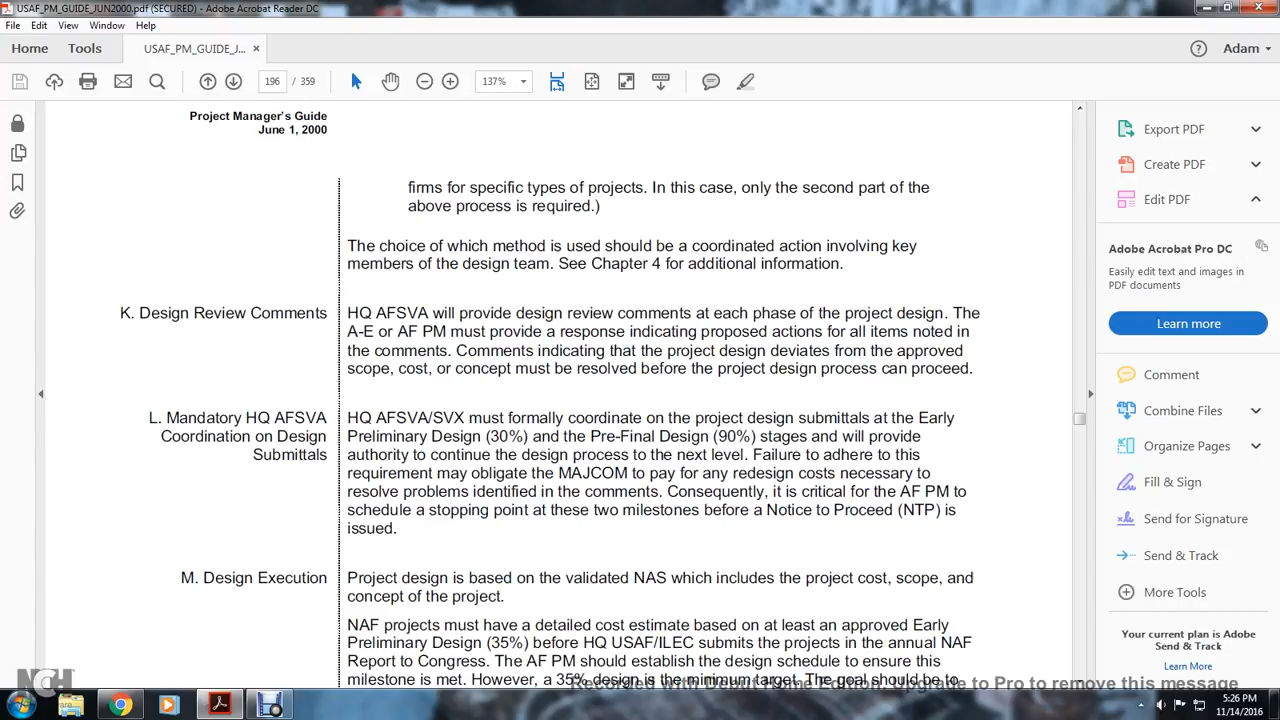 USAF_PM_GUIDE_JUN2000.pdf (SECURED) - Adobe Acrobat Reader DC
File Edit View Window Help
Home Tools USAF_PM_GUIDE_J... × Adam
196 / 359 137%
Project Manager's Guide
June 1, 2000
firms for specific types of projects. In this case, only the second part of the
above process is required.)
The choice of which method is used should be a coordinated action involving key
members of the design team. See Chapter 4 for additional information.
K. Design Review Comments
HQ AFSVA will provide design review comments at each phase of the project design. The
A-E or AF PM must provide a response indicating proposed actions for all items noted in
the comments. Comments indicating that the project design deviates from the approved
scope, cost, or concept must be resolved before the project design process can proceed.
L. Mandatory HQ AFSVA
Coordination on Design
Submittals
HQ AFSVA/SVX must formally coordinate on the project design submittals at the Early
Preliminary Design (30%) and the Pre-Final Design (90%) stages and will provide
authority to continue the design process to the next level. Failure to adhere to this
requirement may obligate the MAJCOM to pay for any redesign costs necessary to
resolve problems identified in the comments. Consequently, it is critical for the AF PM to
schedule a stopping point at these two milestones before a Notice to Proceed (NTP) is
issued.
M. Design Execution
Project design is based on the validated NAS which includes the project cost, scope, and
concept of the project.
NAF projects must have a detailed cost estimate based on at least an approved Early
Preliminary Design (35%) before HQ USAF/ILEC submits the projects in the annual NAF
Report to Congress. The AF PM should establish the design schedule to ensure this
milestone is met. However, a 35% design is the minimum target. The goal should be to
Export PDF
Create PDF
Edit PDF
Adobe Acrobat Pro DC
Easily edit text and images in
PDF documents
Learn more
Comment
Combine Files
Organize Pages
Fill & Sign
Send for Signature
Send & Track
More Tools
Your current plan is Adobe
Send & Track
Learn More
NCH
to Pro to remove this message
5:26 PM
11/14/2016